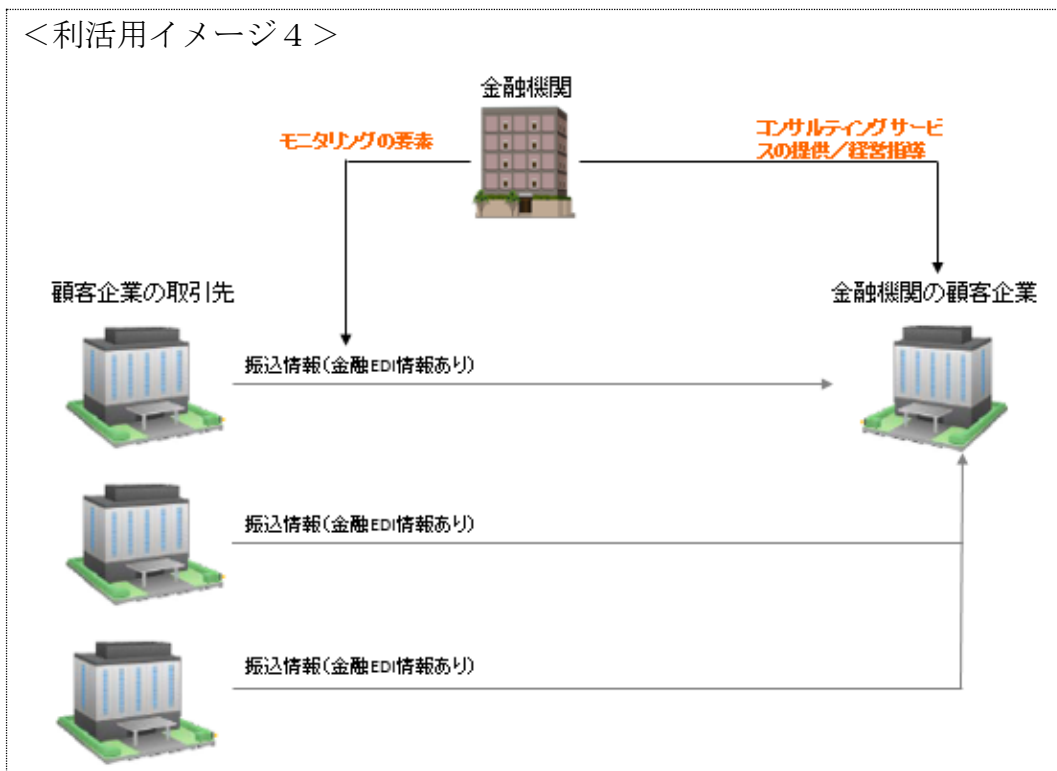 ＜利活用イメージ４＞
金融機関
モニタリングの要素
コンサルティングサービ
スの提供／経営指導
顧客企業の取引先
金融機関の顧客企業
振込情報(金融EDI情報あり)
振込情報(金融EDI情報あり)
振込情報(金融EDI情報あり)